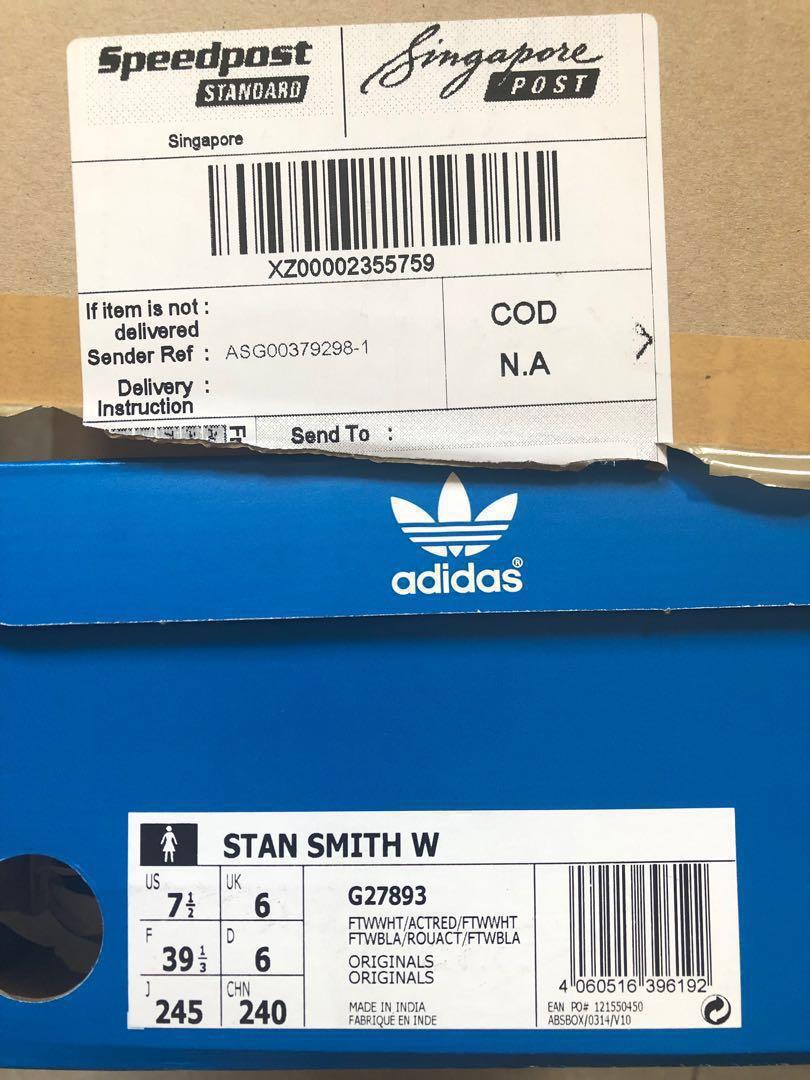 Speedpost
STANDARD
Singapore
POST
Singapore
XZ00002355759
If item is not :
delivered
Sender Ref : ASG00379298-1
Delivery :
Instruction
COD
N.A
Send To :
adidas®
STAN SMITH W
US 7½
UK 6
F 39⅓
D 6
J 245
CHN 240
G27893
FTWWHT/ACTRED/FTWWHT
FTWBLA/ROUACT/FTWBLA
ORIGINALS
ORIGINALS
MADE IN INDIA
FABRIQUÉ EN INDE
4 060516 396192
EAN PO# 121550450
ABSBOX/0314/V10